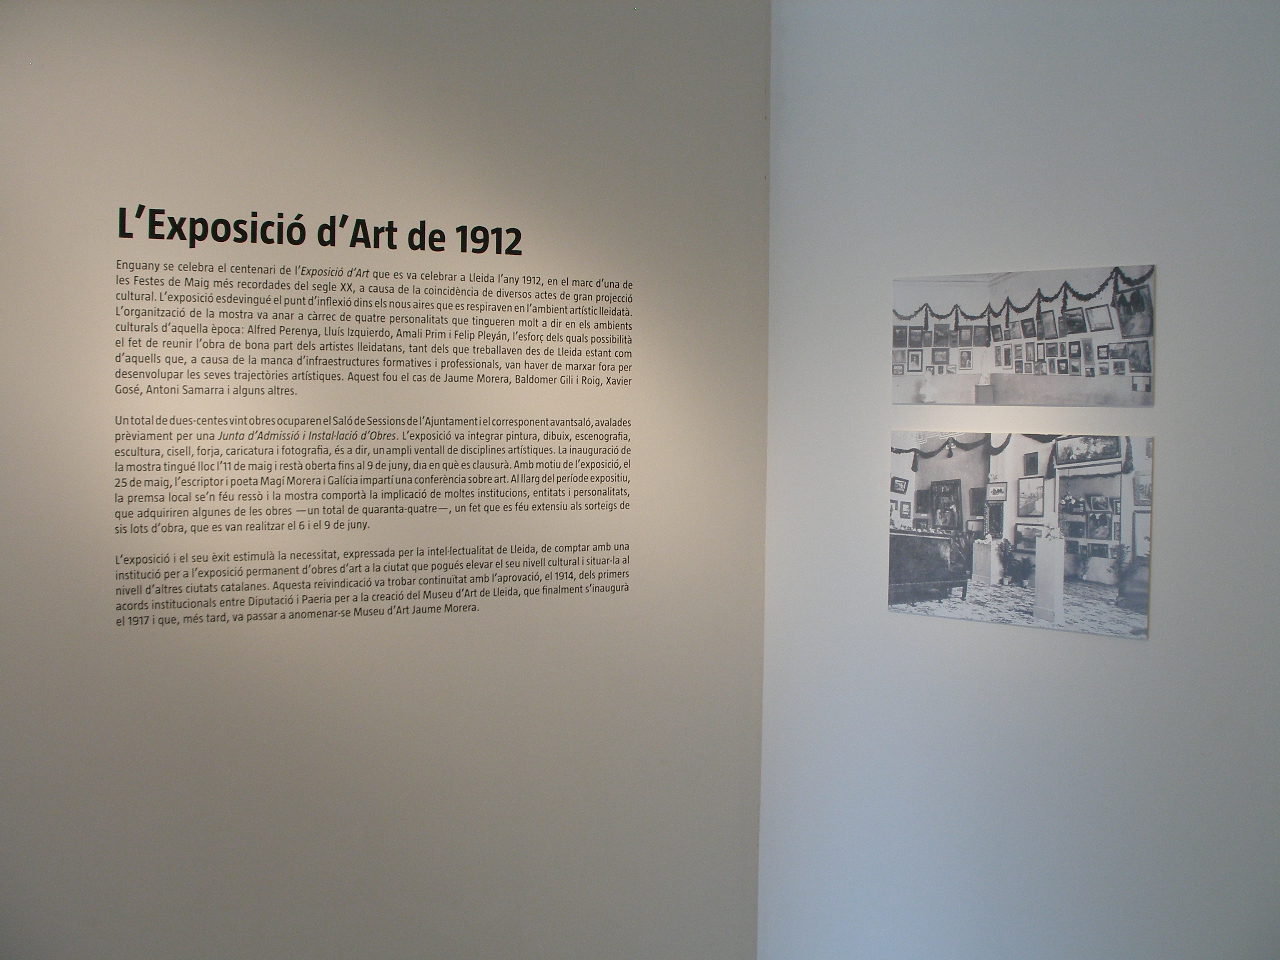 L'Exposició d'Art de 1912
Enguany se celebra el centenari de l'Exposició d'Art que es va celebrar a Lleida l'any 1912, en el marc d'una de
les Festes de Maig més recordades del segle XX, a causa de la coincidència de diversos actes de gran projecció
cultural. L'exposició esdevingué el punt d'inflexió dins els nous aires que es respiraven en l'ambient artístic lleidatà.
L'organització de la mostra va anar a càrrec de quatre personalitats que tingueren molt a dir en els ambients
culturals d'aquella època: Alfred Perenya, Lluís Izquierdo, Amali Prim i Felip Pleyán, l'esforç dels quals possibilità
el fet de reunir l'obra de bona part dels artistes lleidatans, tant dels que treballaven des de Lleida estant com
d'aquells que, a causa de la manca d'infraestructures formatives i professionals, van haver de marxar fora per
desenvolupar les seves trajectòries artístiques. Aquest fou el cas de Jaume Morera, Baldomer Gili i Roig, Xavier
Gosé, Antoni Samarra i alguns altres.
Un total de dues-centes vint obres ocuparen el Saló de Sessions de l'Ajuntament i el corresponent avantsaló, avalades
prèviament per una Junta d'Admissió i Instal·lació d'Obres. L'exposició va integrar pintura, dibuix, escenografia,
escultura, cisell, forja, caricatura i fotografia, és a dir, un ampli ventall de disciplines artístiques. La inauguració de
la mostra tingué lloc l'11 de maig i restà oberta fins al 9 de juny, dia en què es clausurà. Amb motiu de l'exposició, el
25 de maig, l'escriptor i poeta Magí Morera i Galícia impartí una conferència sobre art. Al llarg del període expositiu,
la premsa local se'n féu ressò i la mostra comportà la implicació de moltes institucions, entitats i personalitats,
que adquiriren algunes de les obres —un total de quaranta-quatre—, un fet que es féu extensiu als sorteigs de
sis lots d'obra, que es van realitzar el 6 i el 9 de juny.
L'exposició i el seu èxit estimulà la necessitat, expressada per la intel·lectualitat de Lleida, de comptar amb una
institució per a l'exposició permanent d'obres d'art a la ciutat que pogués elevar el seu nivell cultural i situar-la al
nivell d'altres ciutats catalanes. Aquesta reivindicació va trobar continuïtat amb l'aprovació, el 1914, dels primers
acords institucionals entre Diputació i Paeria per a la creació del Museu d'Art de Lleida, que finalment s'inaugurà
el 1917 i que, més tard, va passar a anomenar-se Museu d'Art Jaume Morera.